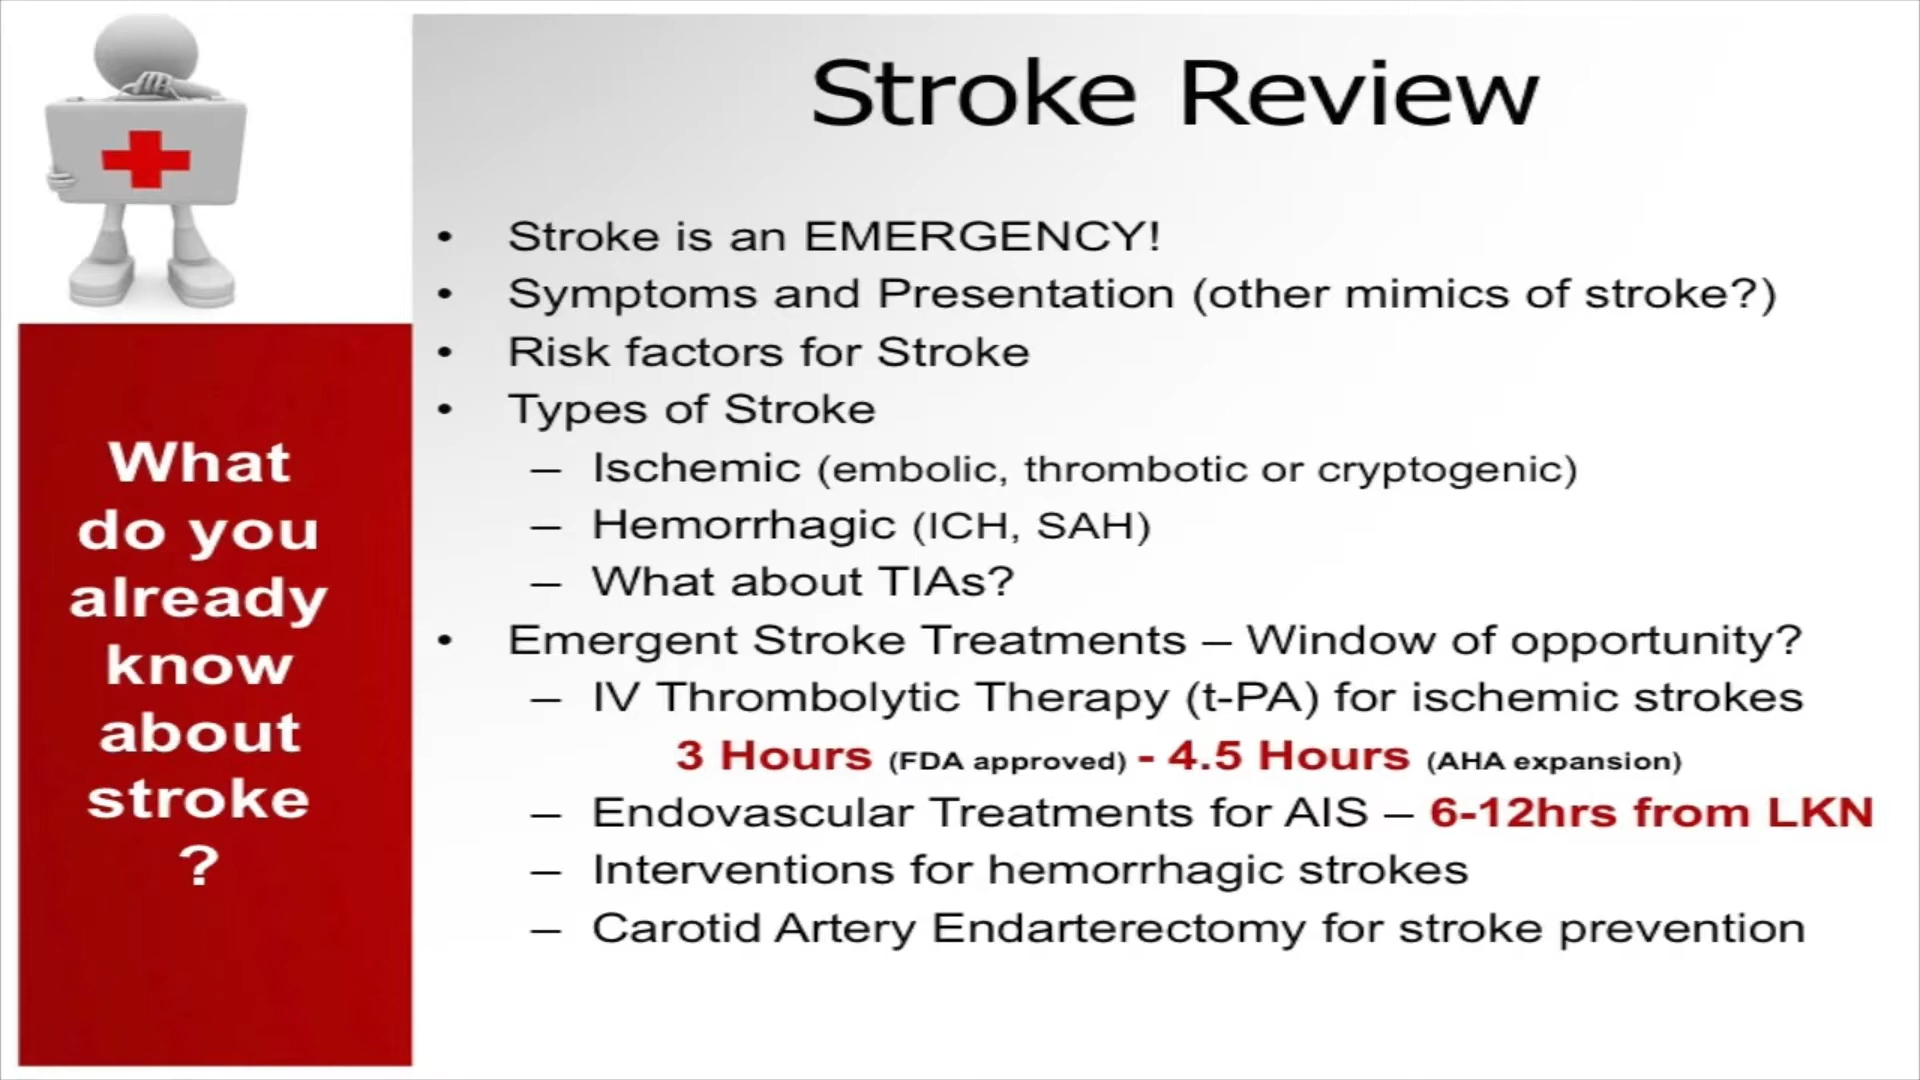 Stroke Review
What
do you
already
know
about
stroke
?
• Stroke is an EMERGENCY!
• Symptoms and Presentation (other mimics of stroke?)
• Risk factors for Stroke
• Types of Stroke
– Ischemic (embolic, thrombotic or cryptogenic)
– Hemorrhagic (ICH, SAH)
– What about TIAs?
• Emergent Stroke Treatments – Window of opportunity?
– IV Thrombolytic Therapy (t-PA) for ischemic strokes
3 Hours (FDA approved) - 4.5 Hours (AHA expansion)
– Endovascular Treatments for AIS – 6-12hrs from LKN
– Interventions for hemorrhagic strokes
– Carotid Artery Endarterectomy for stroke prevention